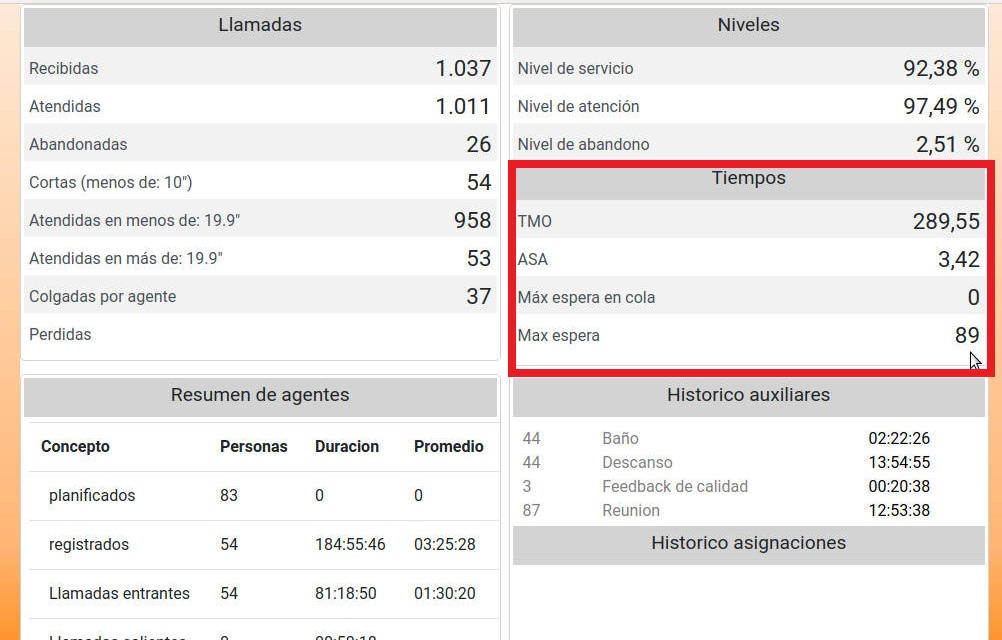 Llamadas
Recibidas 1.037
Atendidas 1.011
Abandonadas 26
Cortas (menos de: 10") 54
Atendidas en menos de: 19.9" 958
Atendidas en más de: 19.9" 53
Colgadas por agente 37
Perdidas
Niveles
Nivel de servicio 92,38 %
Nivel de atención 97,49 %
Nivel de abandono 2,51 %
Tiempos
TMO 289,55
ASA 3,42
Máx espera en cola 0
Max espera 89
Resumen de agentes
Concepto Personas Duracion Promedio
planificados 83 0 0
registrados 54 184:55:46 03:25:28
Llamadas entrantes 54 81:18:50 01:30:20
Historico auxiliares
44 Baño 02:22:26
44 Descanso 13:54:55
3 Feedback de calidad 00:20:38
87 Reunion 12:53:38
Historico asignaciones